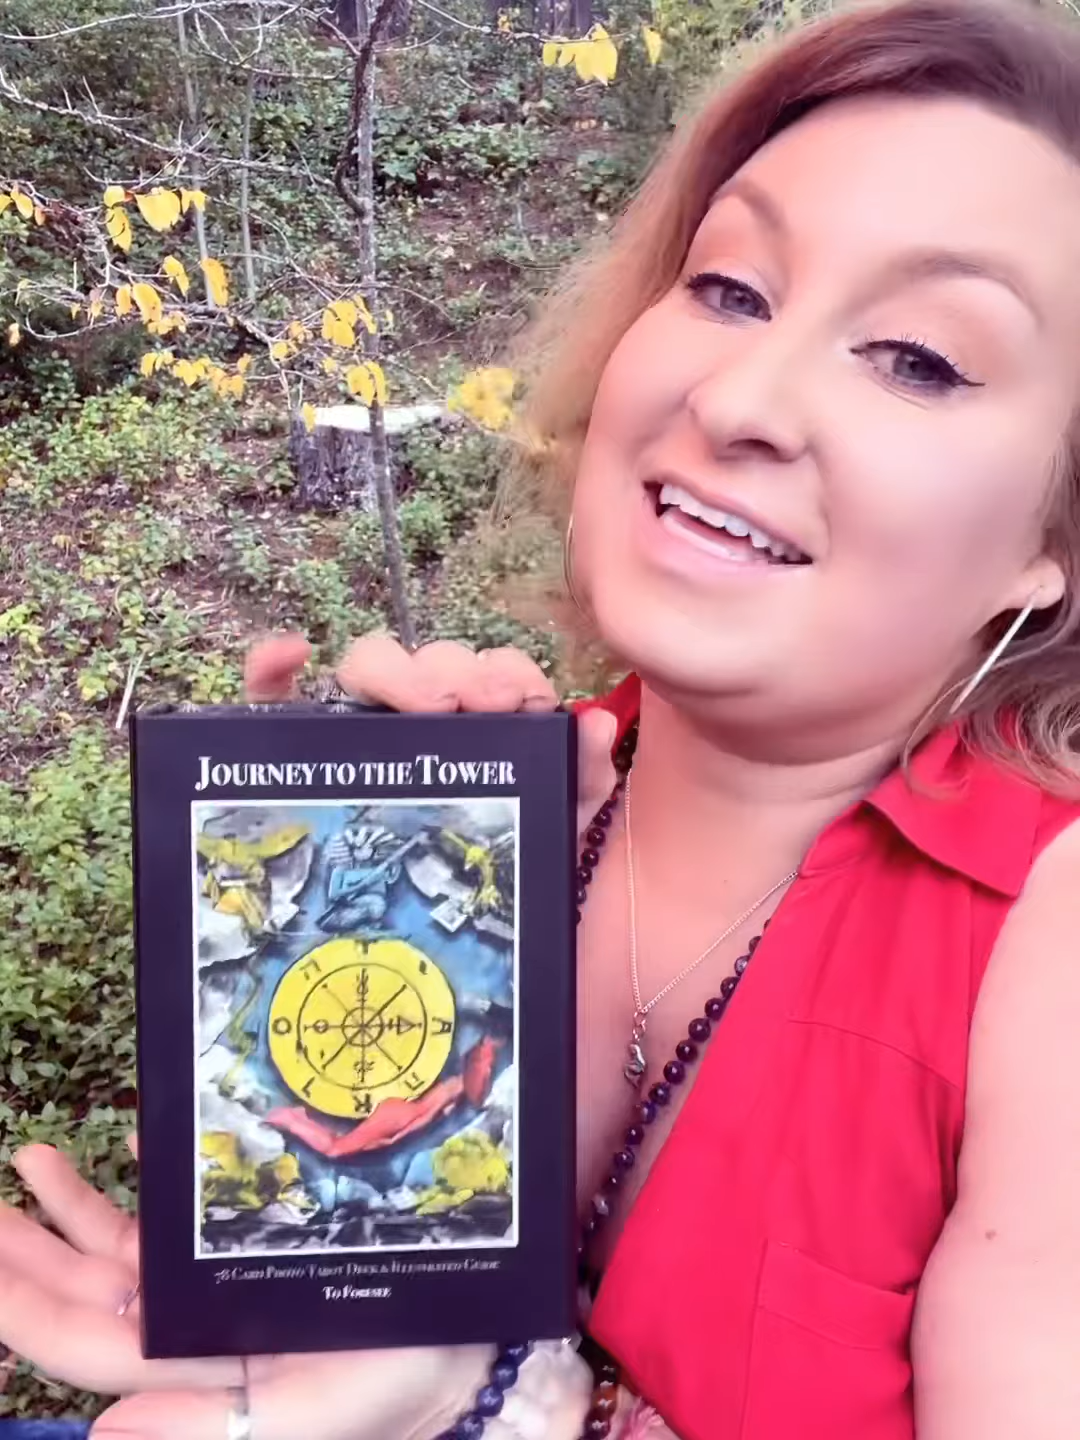 JOURNEY TO THE TOWER
T
A
R
O
78 CARD PHOTO TAROT DECK & ILLUSTRATED GUIDE
TO FORESEE